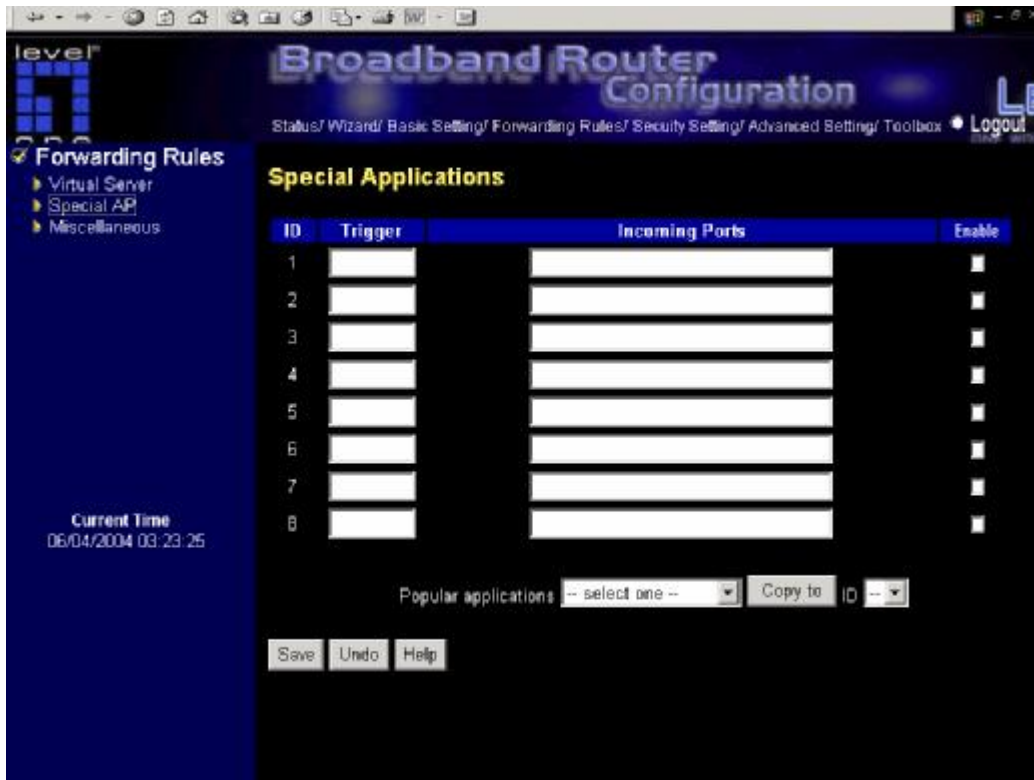 level
Broadband Router
Configuration
Status/ Wizard/ Basic Setting/ Forwarding Rules/ Secuity Setting/ Advanced Setting/ Toolbox
Logout
Forwarding Rules
Virtual Server
Special AP
Miscellaneous
Current Time
06/04/2004 03:23:25
Special Applications
ID Trigger Incoming Ports Enable
1
2
3
4
5
6
7
8
Popular applications -- select one -- Copy to ID --
Save Undo Help